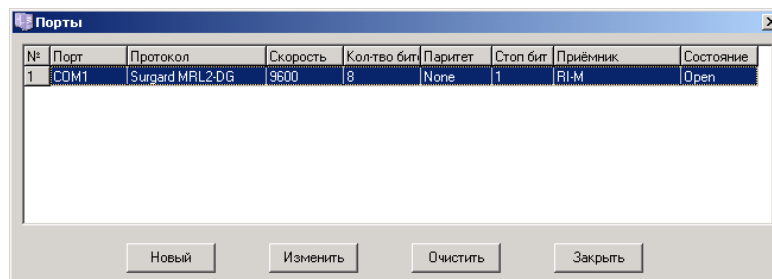 Порты
№ Порт Протокол Скорость Кол-тво бит Паритет Стоп бит Приёмник Состояние
1 COM1 Surgard MRL2-DG 9600 8 None 1 RI-M Open
Новый Изменить Очистить Закрыть